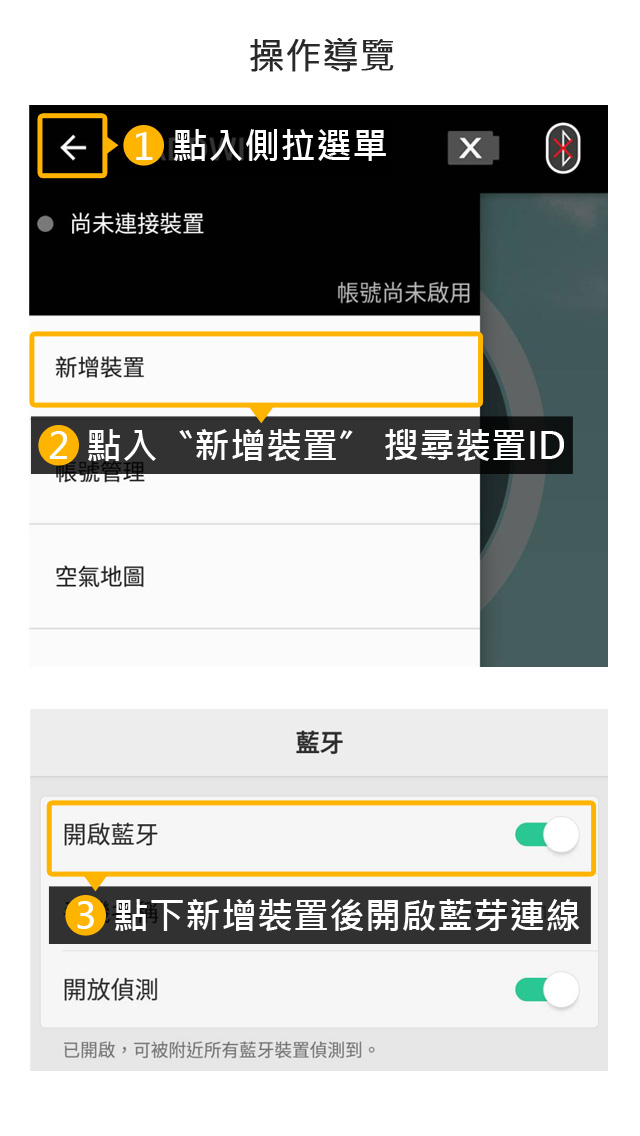 操作導覽
1 點入側拉選單
X
尚未連接裝置
帳號尚未啟用
新增裝置
2 點入〝新增裝置〞 搜尋裝置ID
帳號管理
空氣地圖
藍牙
開啟藍牙
3 點下新增裝置後開啟藍芽連線
開放偵測
已開啟，可被附近所有藍牙裝置偵測到。